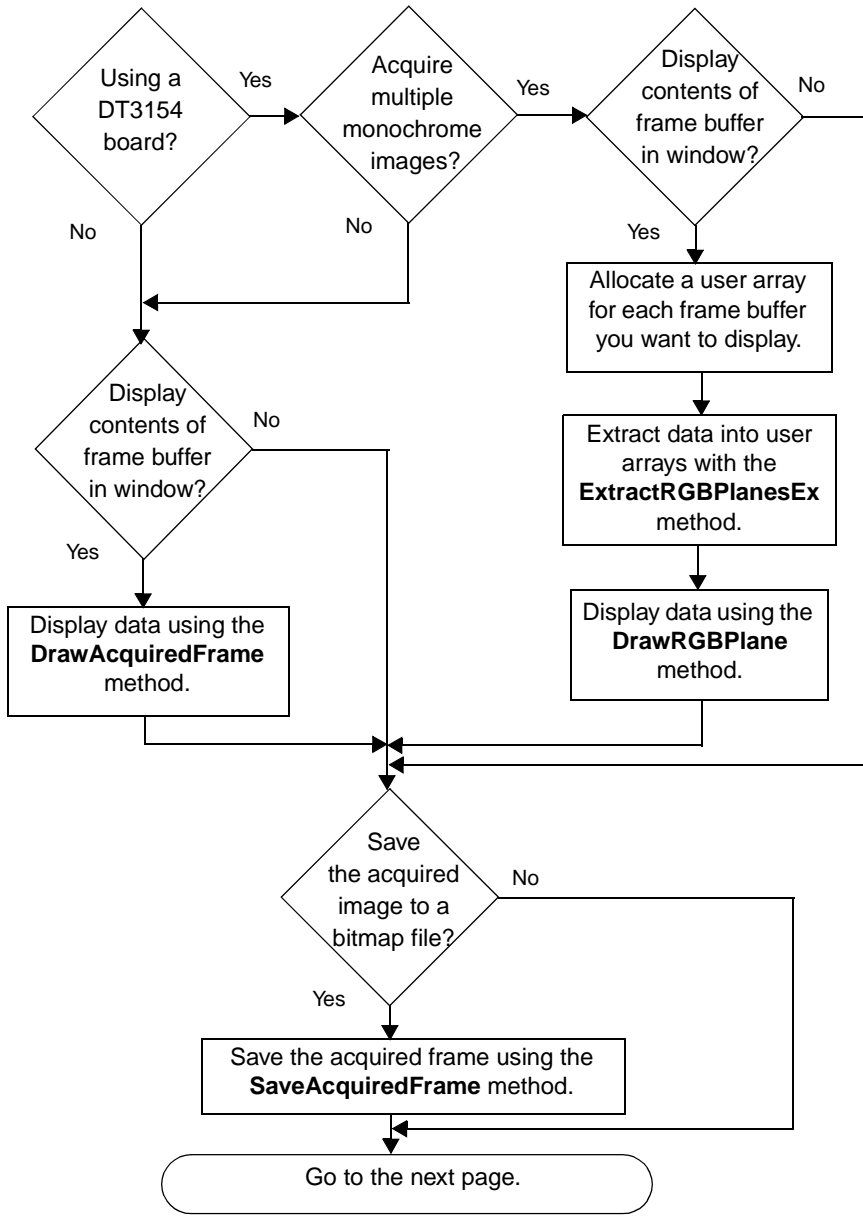 Using a
DT3154
board?
Yes
No
Acquire
multiple
monochrome
images?
Yes
No
Display
contents of
frame buffer
in window?
No
Yes
Allocate a user array
for each frame buffer
you want to display.
Extract data into user
arrays with the
ExtractRGBPlanesEx
method.
Display data using the
DrawRGBPlane
method.
Display
contents of
frame buffer
in window?
No
Yes
Display data using the
DrawAcquiredFrame
method.
Save
the acquired
image to a
bitmap file?
No
Yes
Save the acquired frame using the
SaveAcquiredFrame method.
Go to the next page.